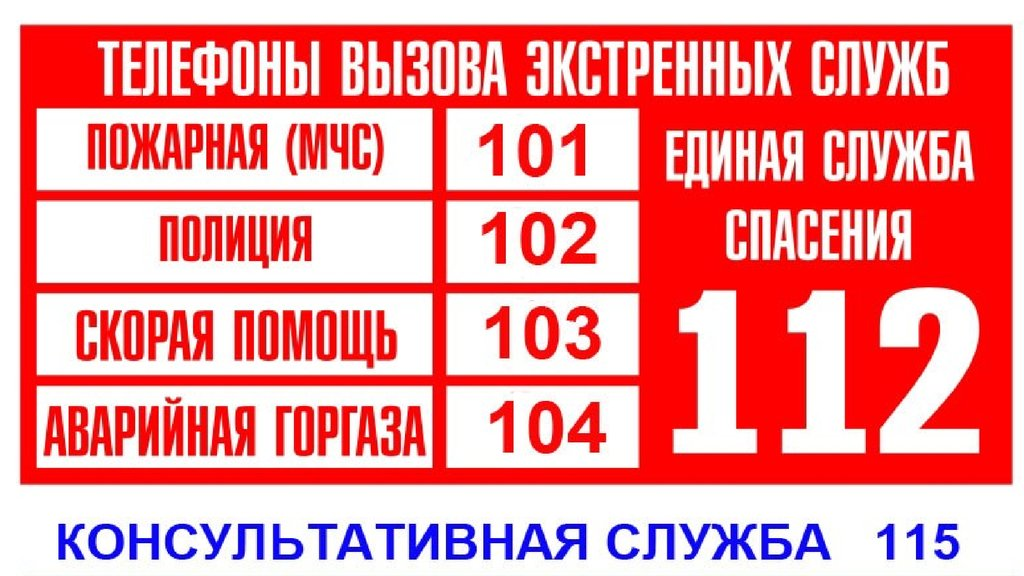 ТЕЛЕФОНЫ ВЫЗОВА ЭКСТРЕННЫХ СЛУЖБ
ПОЖАРНАЯ (МЧС) 101
ПОЛИЦИЯ 102
СКОРАЯ ПОМОЩЬ 103
АВАРИЙНАЯ ГОРГАЗА 104
ЕДИНАЯ СЛУЖБА
СПАСЕНИЯ
112
КОНСУЛЬТАТИВНАЯ СЛУЖБА 115